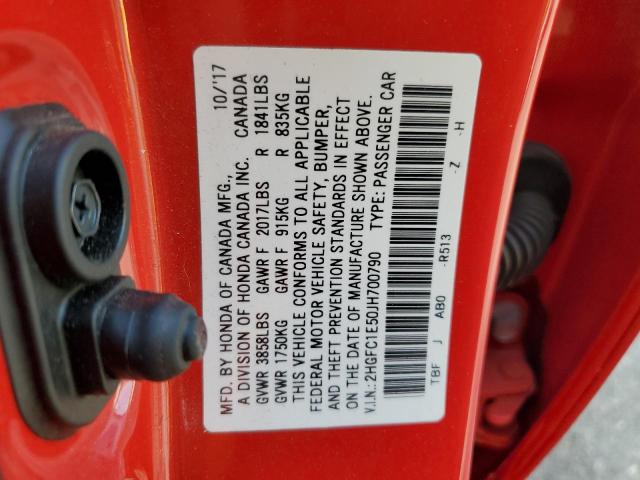 MFD. BY HONDA OF CANADA MFG., 10/'17
A DIVISION OF HONDA CANADA INC. CANADA
GVWR 3858LBS GAWR F 2017LBS R 1841LBS
GVWR 1750KG GAWR F 915KG R 835KG
THIS VEHICLE CONFORMS TO ALL APPLICABLE
FEDERAL MOTOR VEHICLE SAFETY, BUMPER,
AND THEFT PREVENTION STANDARDS IN EFFECT
ON THE DATE OF MANUFACTURE SHOWN ABOVE.
V.I.N.: 2HGFC1E50JH700790 TYPE: PASSENGER CAR
TBF J AB0 -R513 -Z -H